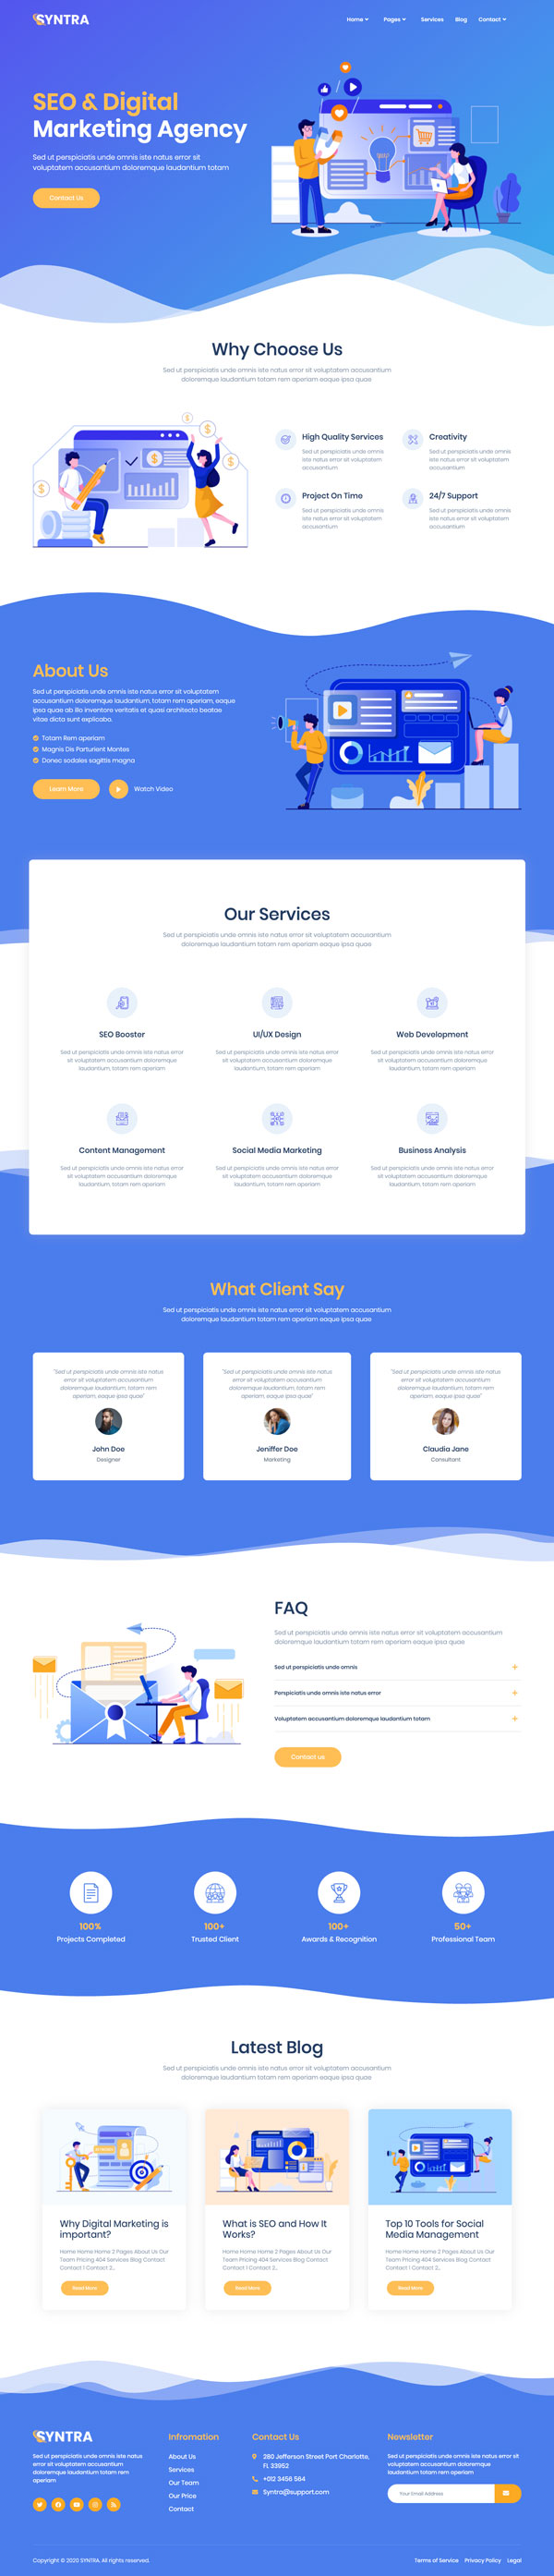 SYNTRA
Home
Pages
Services
Blog
Contact
SEO & Digital
Marketing Agency
Sed ut perspiciatis unde omnis iste natus error sit
voluptatem accusantium doloremque laudantium totam
Contact Us
Why Choose Us
Sed ut perspiciatis unde omnis iste natus error sit voluptatem accusantium
doloremque laudantium totam rem aperiam eaque ipsa quae
High Quality Services
Sed ut perspiciatis unde omnis
iste natus error sit voluptatem
accusantium
Creativity
Sed ut perspiciatis unde omnis
iste natus error sit voluptatem
accusantium
Project On Time
Sed ut perspiciatis unde omnis
iste natus error sit voluptatem
accusantium
24/7 Support
Sed ut perspiciatis unde omnis
iste natus error sit voluptatem
accusantium
About Us
Sed ut perspiciatis unde omnis iste natus error sit voluptatem
accusantium doloremque laudantium, totam rem aperiam, eaque
ipsa quae ab illo inventore veritatis et quasi architecto beatae
vitae dicta sunt explicabo.
Totam Rem aperiam
Magnis Dis Parturient Montes
Donec sodales sagittis magna
Learn More
Watch Video
Our Services
Sed ut perspiciatis unde omnis iste natus error sit voluptatem accusantium
doloremque laudantium totam rem aperiam eaque ipsa quae
SEO Booster
Sed ut perspiciatis unde omnis iste natus error
sit voluptatem accusantium doloremque
laudantium, totam rem aperiam
UI/UX Design
Sed ut perspiciatis unde omnis iste natus error
sit voluptatem accusantium doloremque
laudantium, totam rem aperiam
Web Development
Sed ut perspiciatis unde omnis iste natus error
sit voluptatem accusantium doloremque
laudantium, totam rem aperiam
Content Management
Sed ut perspiciatis unde omnis iste natus error
sit voluptatem accusantium doloremque
laudantium, totam rem aperiam
Social Media Marketing
Sed ut perspiciatis unde omnis iste natus error
sit voluptatem accusantium doloremque
laudantium, totam rem aperiam
Business Analysis
Sed ut perspiciatis unde omnis iste natus error
sit voluptatem accusantium doloremque
laudantium, totam rem aperiam
What Client Say
Sed ut perspiciatis unde omnis iste natus error sit voluptatem accusantium
doloremque laudantium totam rem aperiam eaque ipsa quae
"Sed ut perspiciatis unde omnis iste natus
error sit voluptatem accusantium
doloremque laudantium, totam rem
aperiam, eaque ipsa quae"
John Doe
Designer
"Sed ut perspiciatis unde omnis iste natus
error sit voluptatem accusantium
doloremque laudantium, totam rem
aperiam, eaque ipsa quae"
Jeniffer Doe
Marketing
"Sed ut perspiciatis unde omnis iste natus
error sit voluptatem accusantium
doloremque laudantium, totam rem
aperiam, eaque ipsa quae"
Claudia Jane
Consultant
FAQ
Sed ut perspiciatis unde omnis iste natus error sit voluptatem accusantium
doloremque laudantium totam rem aperiam eaque ipsa quae
Sed ut perspiciatis unde omnis
Perspiciatis unde omnis iste natus error
Voluptatem accusantium doloremque laudantium totam
Contact us
100%
Projects Completed
100+
Trusted Client
100+
Awards & Recognition
50+
Professional Team
Latest Blog
Sed ut perspiciatis unde omnis iste natus error sit voluptatem accusantium
doloremque laudantium totam rem aperiam eaque ipsa quae
Why Digital Marketing is
important?
Home Home Home 2 Pages About Us Our
Team Pricing 404 Services Blog Contact
Contact 1 Contact 2...
Read More
What is SEO and How It
Works?
Home Home Home 2 Pages About Us Our
Team Pricing 404 Services Blog Contact
Contact 1 Contact 2...
Read More
Top 10 Tools for Social
Media Management
Home Home Home 2 Pages About Us Our
Team Pricing 404 Services Blog Contact
Contact 1 Contact 2...
Read More
SYNTRA
Sed ut perspiciatis unde omnis iste natus
error sit voluptatem accusantium
doloremque laudantium totam rem
aperiam
Infromation
About Us
Services
Our Team
Our Price
Contact
Contact Us
280 Jefferson Street Port Charlotte,
FL 33952
+012 3456 564
Syntra@support.com
Newsletter
Sed ut perspiciatis unde omnis iste natus error sit
voluptatem accusantium doloremque
laudantium totam rem aperiam
Your Email Address
Copyright © 2020 SYNTRA. All rights reserved.
Terms of Service
Privacy Policy
Legal